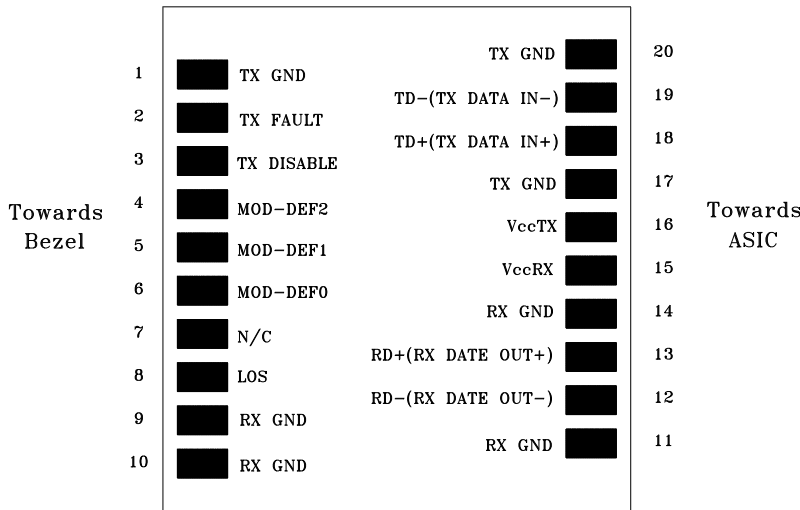 Towards
Bezel
1 TX GND
2 TX FAULT
3 TX DISABLE
4 MOD-DEF2
5 MOD-DEF1
6 MOD-DEF0
7 N/C
8 LOS
9 RX GND
10 RX GND
TX GND 20
TD-(TX DATA IN-) 19
TD+(TX DATA IN+) 18
TX GND 17
VccTX 16
VccRX 15
RX GND 14
RD+(RX DATE OUT+) 13
RD-(RX DATE OUT-) 12
RX GND 11
Towards
ASIC